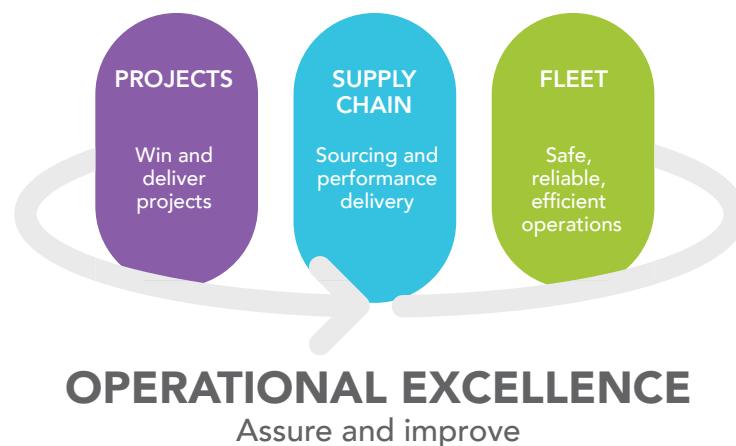 PROJECTS
Win and
deliver
projects
SUPPLY
CHAIN
Sourcing and
performance
delivery
FLEET
Safe,
reliable,
efficient
operations
OPERATIONAL EXCELLENCE
Assure and improve